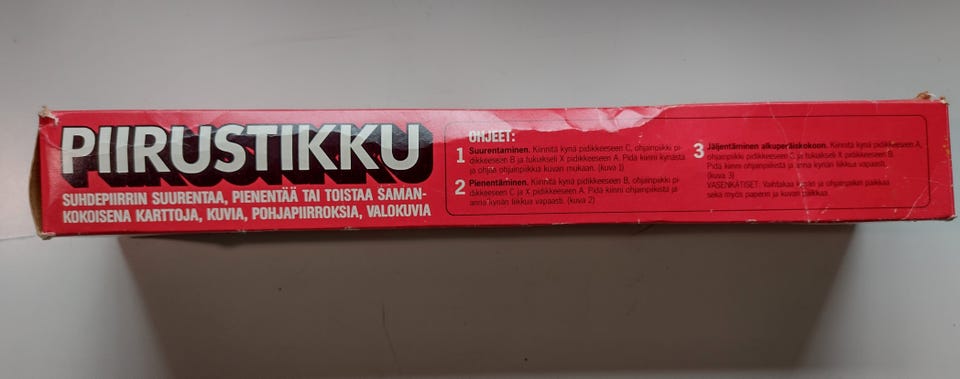 PIIRUSTIKKU
SUHDEPIIRRIN SUURENTAA, PIENENTÄÄ TAI TOISTAA SAMAN-
KOKOISENA KARTTOJA, KUVIA, POHJAPIIRROKSIA, VALOKUVIA
OHJEET:
1 Suurentaminen. Kiinnitä kynä pidikkeeseen C, ohjainpiikki pi-
dikkeeseen B ja tukijalkasi X pidikkeeseen A. Pidä kiinni kynästä
ja ohjaa ohjainpiikkiä kuvan mukaan. (kuva 1)
2 Pienentäminen. Kiinnitä kynä pidikkeeseen B, ohjainpiikki pi-
dikkeeseen C ja X pidikkeeseen A. Pidä kiinni ohjainpiikistä ja
anna kynän liikkua vapaasti. (kuva 2)
3 Jäljentäminen alkuperäiskokoon. Kiinnitä kynä pidikkeeseen A,
ohjainpiikki pidikkeeseen C ja X pidikkeeseen B.
Pidä kiinni ohjainpiikistä ja anna kynän liikkua vapaasti.
(kuva 3)
VASENKÄTISET: Vaihtakaa kynän ja ohjainpiikin paikkaa
sekä myös paperin ja kuvan paikkaa.